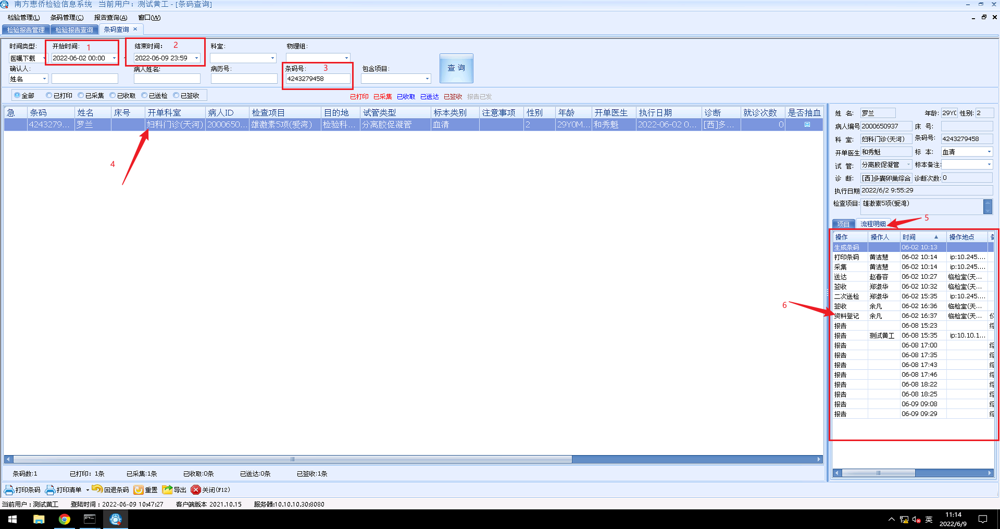 南方惠侨检验信息系统 当前用户：测试黄工 - [条码查询]
检验管理(L) 条码管理(C) 报告查询(A) 窗口(W)
检验报告管理 检验报告查询 条码查询
时间类型: 开始时间: 1 结束时间: 2 科室: 物理组:
医嘱下载 2022-06-02 00:00 2022-06-09 23:59
确认人: 病人姓名: 病历号: 条码号: 3 包含项目: 查 询
姓名 4243279458
全部 已打印 已采集 已收取 已送检 已签收
已打印 已采集 已收取 已送达 已签收 报告已发
急 条码 姓名 床号 开单科室 病人ID 检查项目 目的地 试管类型 标本类别 注意事项 性别 年龄 开单医生 执行日期 诊断 就诊次数 是否抽血
4243279... 罗兰 妇科门诊(天河) 2000650... 雄激素5项(爱湾) 检验科... 分离胶促凝管 血清 2 29Y0M... 和秀魁 2022-06-02 0... [西]多... 0
4
姓 名: 罗兰 年龄: 29Y0 性别: 2
病人编号 2000650937 床 号:
科 室: 妇科门诊(天河) 条码号: 4243279458
开单医生 和秀魁 标 本: 血清
试 管: 分离胶促凝管 标本备注:
诊 断: [西]多囊卵巢综合 诊断次数: 0
执行日期 2022/6/2 9:55:29
检查项目: 雄激素5项(爱湾)
项目 流程明细 5
操作 操作人 时间 操作地点
生成条码 06-02 10:13
打印条码 黄洁慧 06-02 10:14 ip:10.245....
采集 黄洁慧 06-02 10:14 ip:10.245....
送达 赵春容 06-02 10:27 临检室(天...
签收 郑淑华 06-02 10:32 临检室(天...
二次送检 郑淑华 06-02 15:35 ip:10.245....
签收 余凡 06-02 16:36 临检室(天...
6
资料登记 余凡 06-02 16:37 临检室(天...
报告 06-08 15:23
报告 测试黄工 06-08 15:35 ip:10.10.1...
报告 06-08 17:00
报告 06-08 17:35
报告 06-08 17:43
报告 06-08 17:46
报告 06-08 18:22
报告 06-08 18:25
报告 06-09 09:08
报告 06-09 09:29
条码数:1 已打印：1条 已采集:1条 已收取:0条 已送达:0条 已签收:1条
打印条码 打印清单 回退条码 重置 导出 关闭(F12)
当前用户：测试黄工 登陆时间：2022-06-09 10:47:27 客户端版本 2021.10.15 服务器:10.10.10.30:8080
英 11:14
2022/6/9